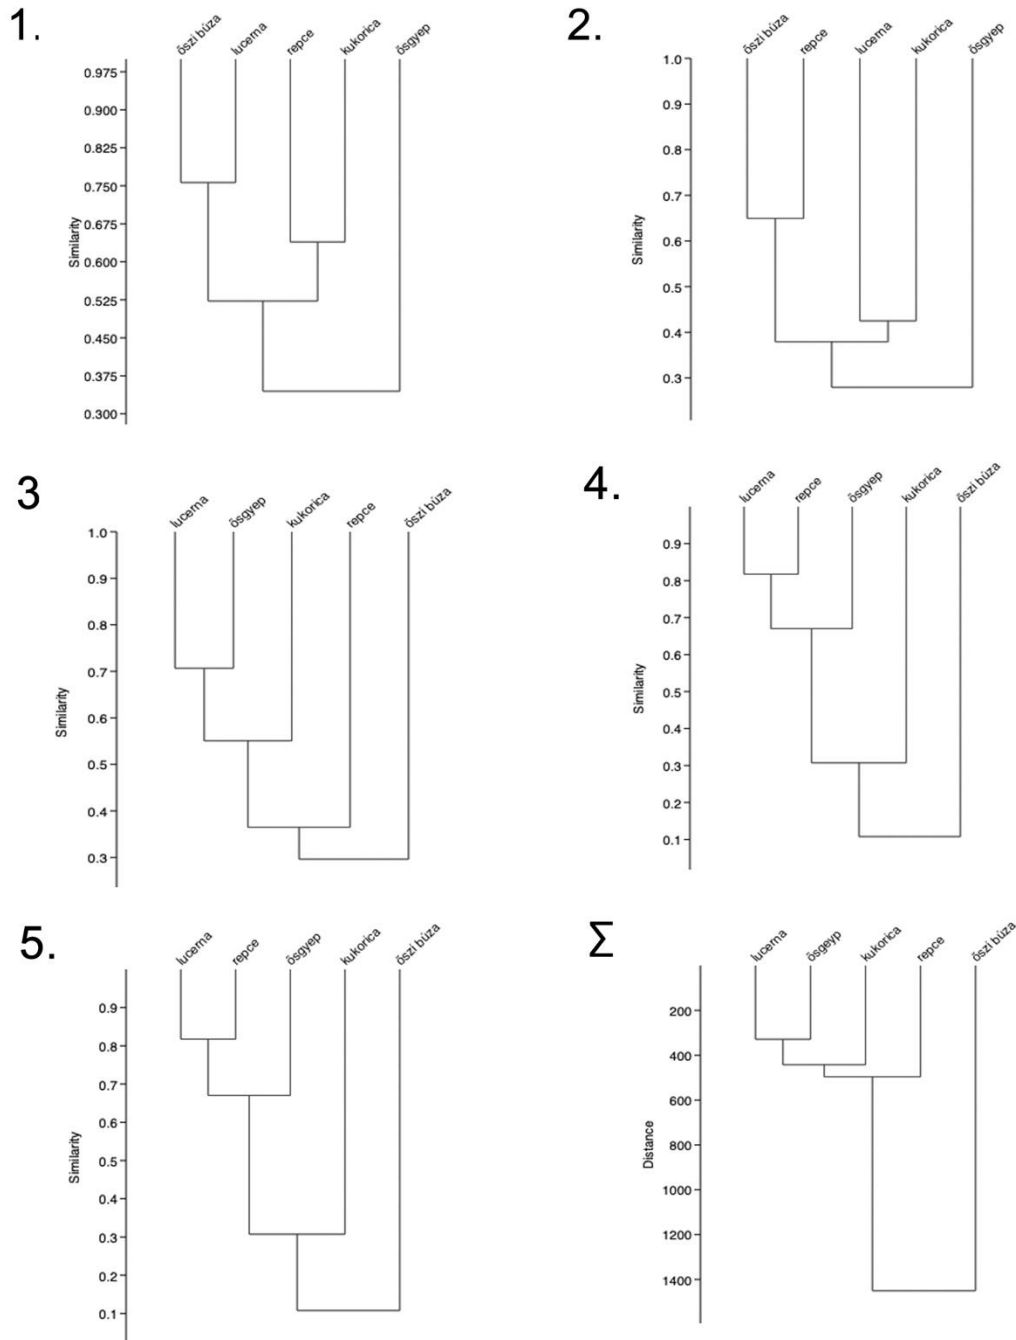 1.
őszi búza
lucerna
repce
kukorica
ősgyep
0.975
0.900
0.825
0.750
0.675
0.600
0.525
0.450
0.375
0.300
Similarity
2.
őszi búza
repce
lucerna
kukorica
ősgyep
1.0
0.9
0.8
0.7
0.6
0.5
0.4
0.3
Similarity
3
lucerna
ősgyep
kukorica
repce
őszi búza
1.0
0.9
0.8
0.7
0.6
0.5
0.4
0.3
Similarity
4.
lucerna
repce
ősgyep
kukorica
őszi búza
0.9
0.8
0.7
0.6
0.5
0.4
0.3
0.2
0.1
Similarity
5.
lucerna
repce
ősgyep
kukorica
őszi búza
0.9
0.8
0.7
0.6
0.5
0.4
0.3
0.2
0.1
Similarity
Σ
lucerna
ősgeyp
kukorica
repce
őszi búza
200
400
600
800
1000
1200
1400
Distance